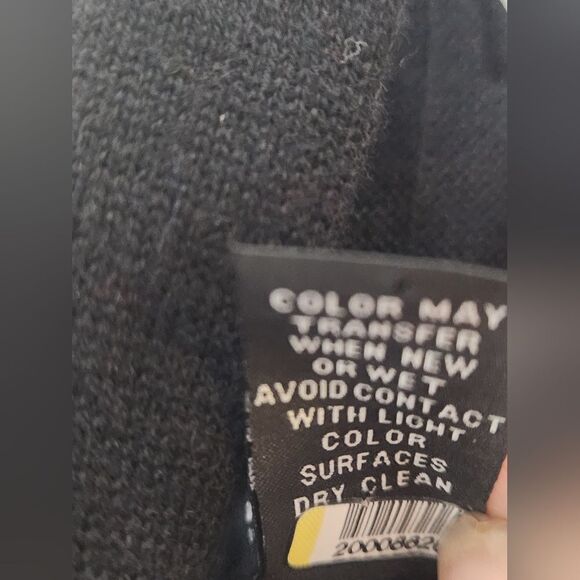 COLOR MAY
TRANSFER
WHEN NEW
OR WET
AVOID CONTACT
WITH LIGHT
COLOR
SURFACES
DRY CLEAN